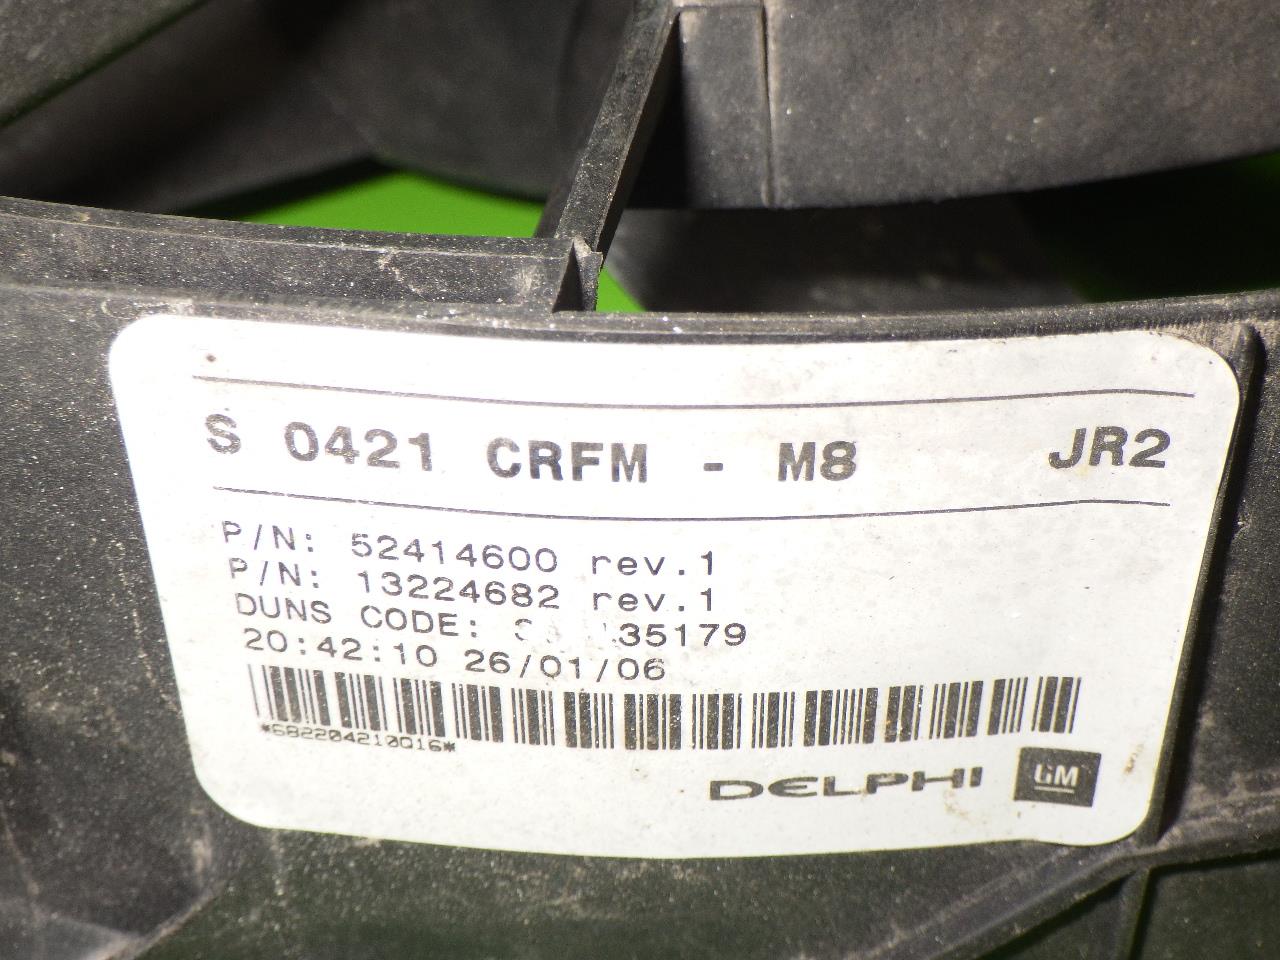 S 0421 CRFM - M8 JR2
P/N: 52414600 rev.1
P/N: 13224682 rev.1
DUNS CODE:
20:42:10 26/01/06
*682204210Q16*
DELPHI GM